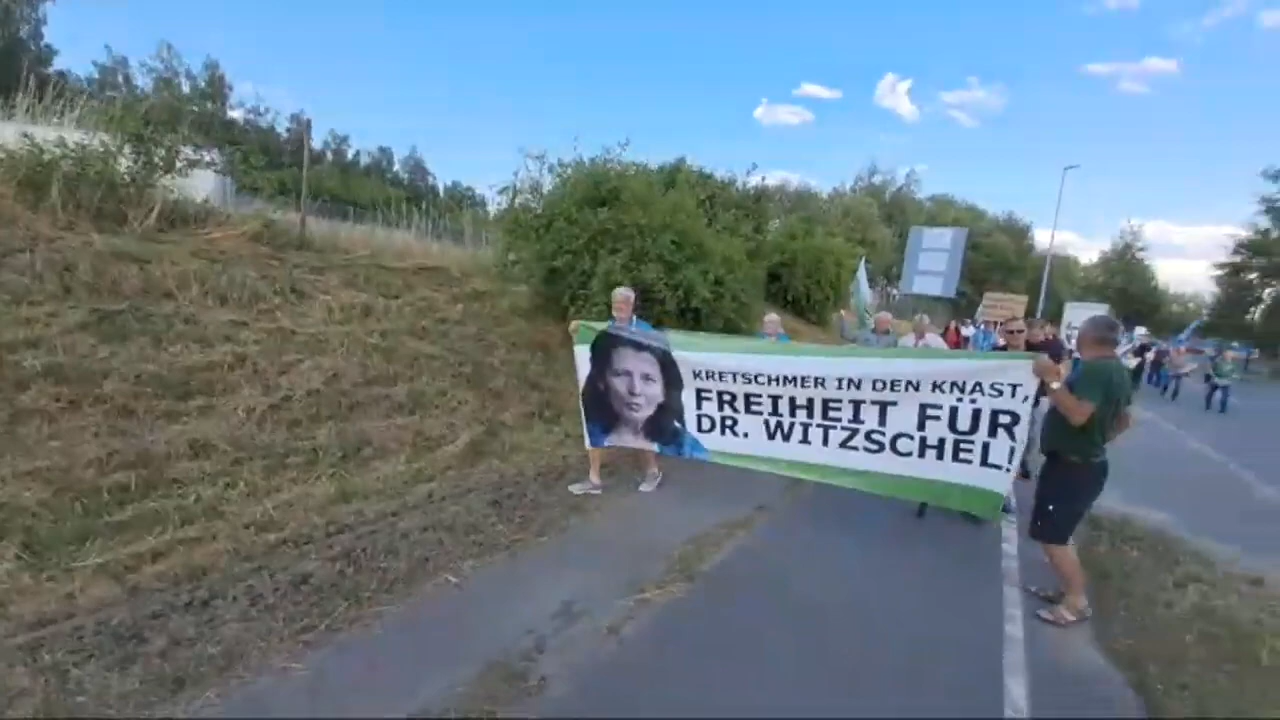 KRETSCHMER IN DEN KNAST,
FREIHEIT FÜR
DR. WITZSCHEL!